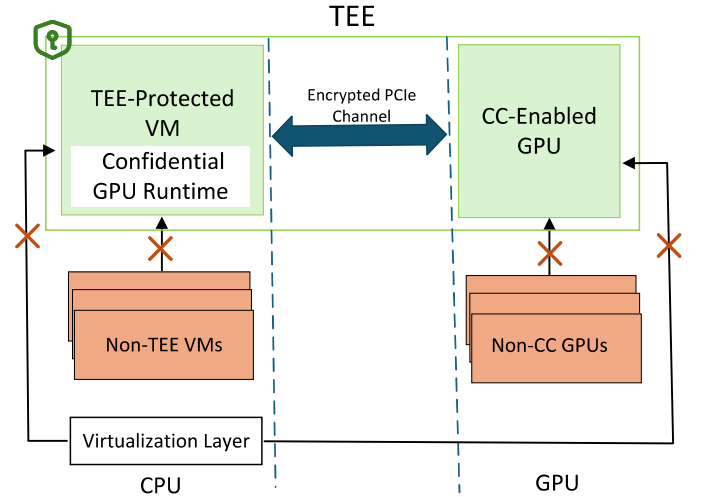 TEE
TEE-Protected
VM
Confidential
GPU Runtime
Encrypted PCIe
Channel
CC-Enabled
GPU
Non-TEE VMs
Non-CC GPUs
Virtualization Layer
CPU
GPU